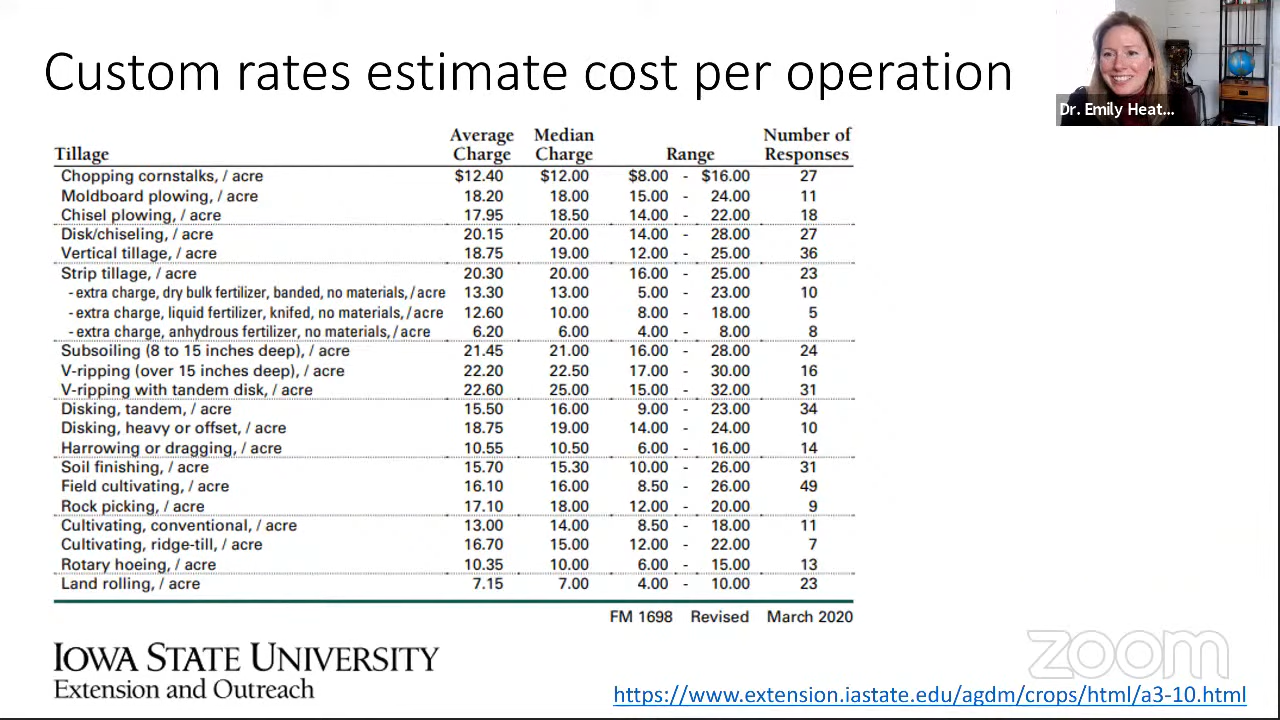 Custom rates estimate cost per operation
Dr. Emily Heat...
Tillage Average Charge Median Charge Range Number of Responses
Chopping cornstalks, / acre $12.40 $12.00 $8.00 - $16.00 27
Moldboard plowing, / acre 18.20 18.00 15.00 - 24.00 11
Chisel plowing, / acre 17.95 18.50 14.00 - 22.00 18
Disk/chiseling, / acre 20.15 20.00 14.00 - 28.00 27
Vertical tillage, / acre 18.75 19.00 12.00 - 25.00 36
Strip tillage, / acre 20.30 20.00 16.00 - 25.00 23
- extra charge, dry bulk fertilizer, banded, no materials, / acre 13.30 13.00 5.00 - 23.00 10
- extra charge, liquid fertilizer, knifed, no materials, / acre 12.60 10.00 8.00 - 18.00 5
- extra charge, anhydrous fertilizer, no materials, / acre 6.20 6.00 4.00 - 8.00 8
Subsoiling (8 to 15 inches deep), / acre 21.45 21.00 16.00 - 28.00 24
V-ripping (over 15 inches deep), / acre 22.20 22.50 17.00 - 30.00 16
V-ripping with tandem disk, / acre 22.60 25.00 15.00 - 32.00 31
Disking, tandem, / acre 15.50 16.00 9.00 - 23.00 34
Disking, heavy or offset, / acre 18.75 19.00 14.00 - 24.00 10
Harrowing or dragging, / acre 10.55 10.50 6.00 - 16.00 14
Soil finishing, / acre 15.70 15.30 10.00 - 26.00 31
Field cultivating, / acre 16.10 16.00 8.50 - 26.00 49
Rock picking, / acre 17.10 18.00 12.00 - 20.00 9
Cultivating, conventional, / acre 13.00 14.00 8.50 - 18.00 11
Cultivating, ridge-till, / acre 16.70 15.00 12.00 - 22.00 7
Rotary hoeing, / acre 10.35 10.00 6.00 - 15.00 13
Land rolling, / acre 7.15 7.00 4.00 - 10.00 23
FM 1698 Revised March 2020
IOWA STATE UNIVERSITY
Extension and Outreach
zoom
https://www.extension.iastate.edu/agdm/crops/html/a3-10.html